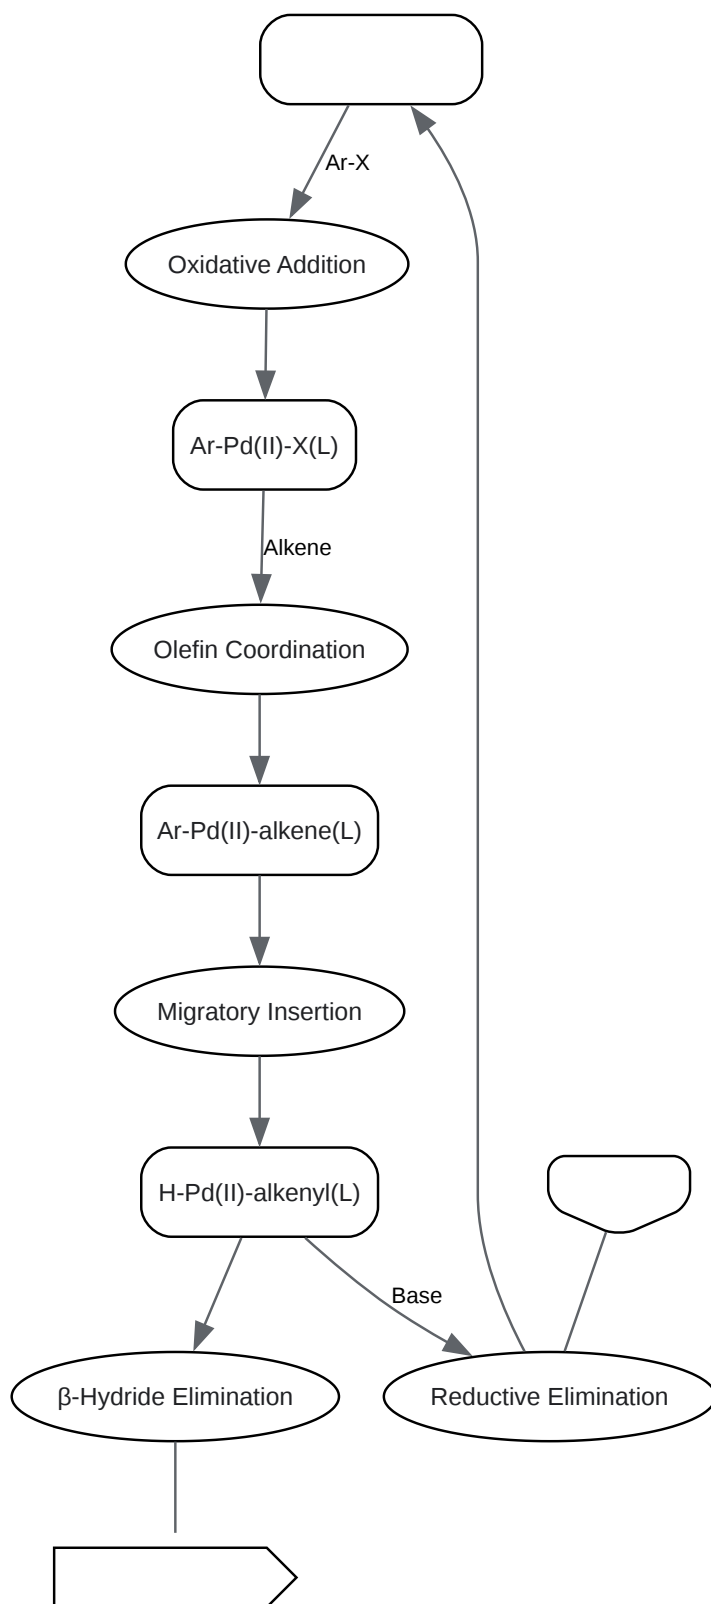 Ar-X
Oxidative Addition
Ar-Pd(II)-X(L)
Alkene
Olefin Coordination
Ar-Pd(II)-alkene(L)
Migratory Insertion
H-Pd(II)-alkenyl(L)
Base
β-Hydride Elimination
Reductive Elimination